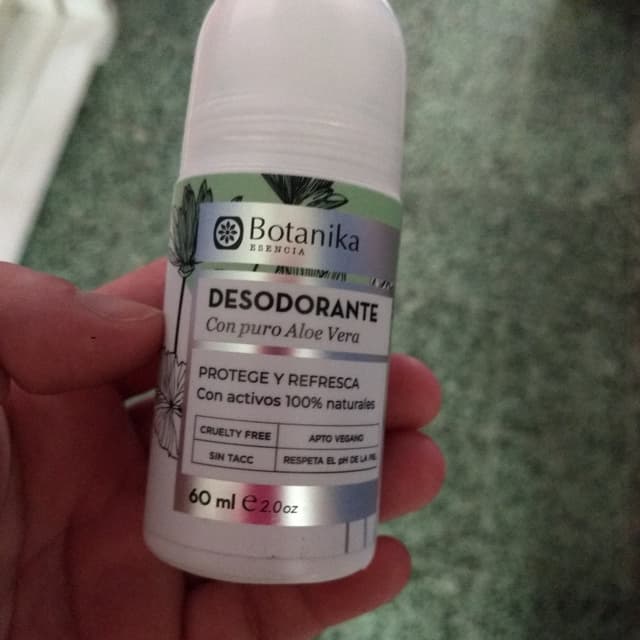 Botanika
ESENCIA
DESODORANTE
Con puro Aloe Vera
PROTEGE Y REFRESCA
Con activos 100% naturales
CRUELTY FREE
APTO VEGANO
SIN TACC
RESPETA EL pH DE LA PIEL
60 ml e 2.0 oz